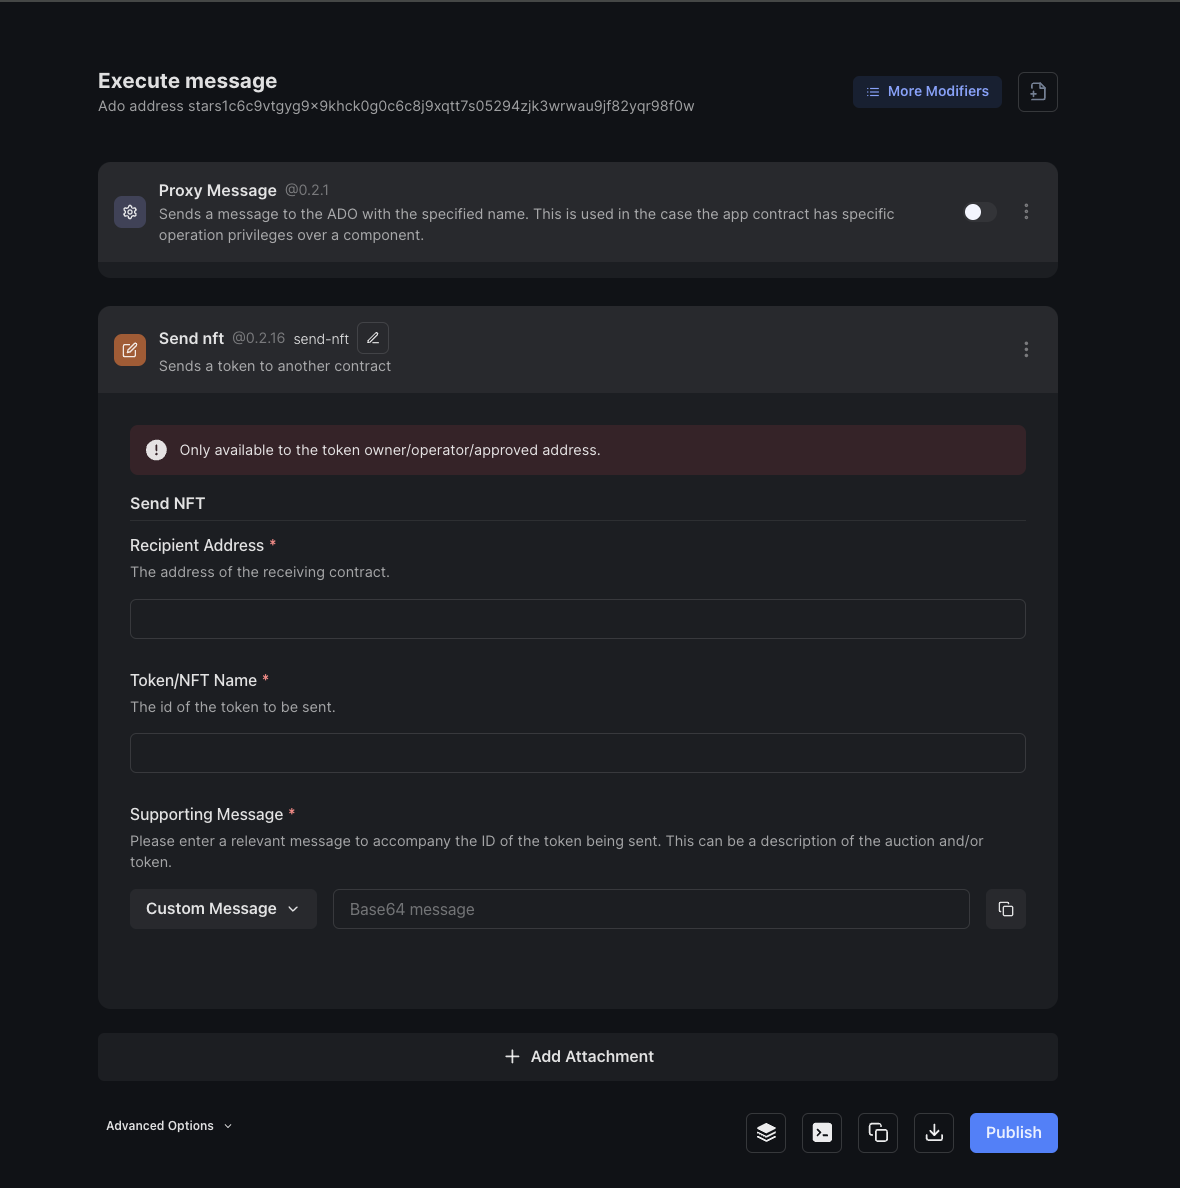 Execute message
Ado address stars1c6c9vtgyg9x9khck0g0c6c8j9xqtt7s05294zjk3wrwau9jf82yqr98f0w
More Modifiers
Proxy Message @0.2.1
Sends a message to the ADO with the specified name. This is used in the case the app contract has specific
operation privileges over a component.
Send nft @0.2.16 send-nft
Sends a token to another contract
Only available to the token owner/operator/approved address.
Send NFT
Recipient Address *
The address of the receiving contract.
Token/NFT Name *
The id of the token to be sent.
Supporting Message *
Please enter a relevant message to accompany the ID of the token being sent. This can be a description of the auction and/or
token.
Custom Message
Base64 message
Add Attachment
Advanced Options
Publish